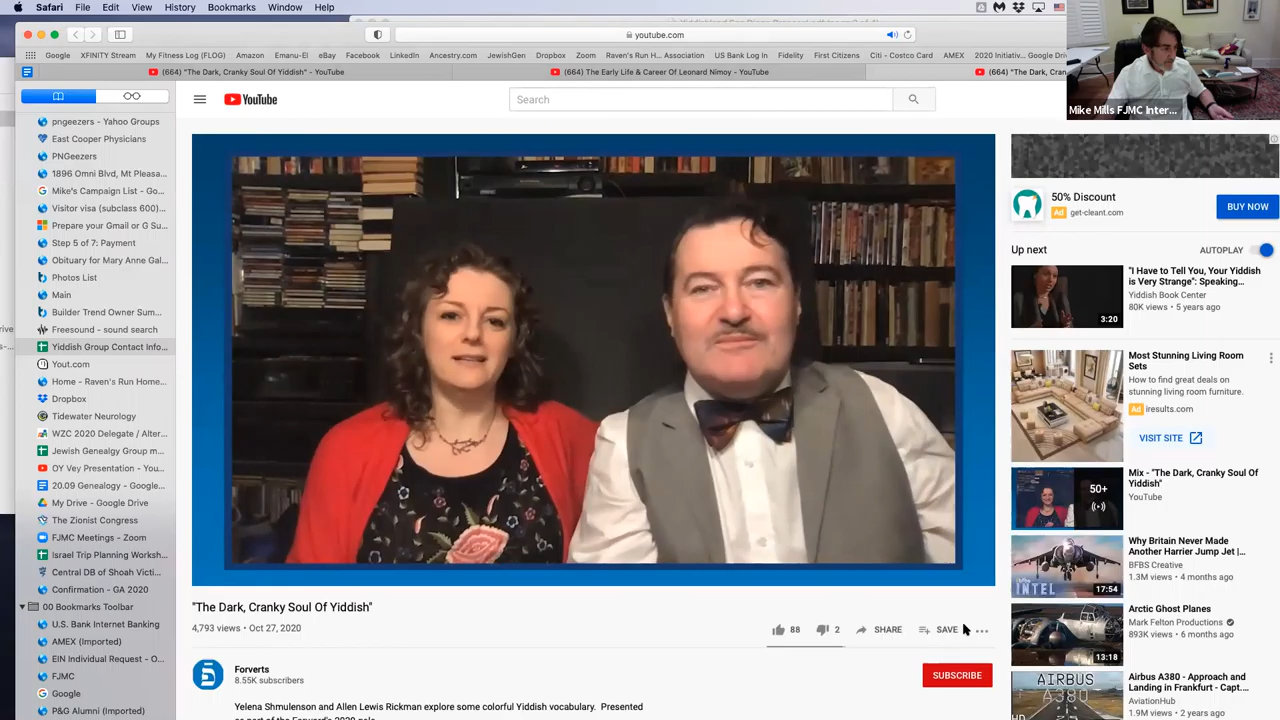 Safari File Edit View History Bookmarks Window Help
youtube.com
Google XFINITY Stream My Fitness Log (FLOG) Amazon Emanu-El eBay Facebook LinkedIn Ancestry.com JewishGen Dropbox Zoom Raven's Run H... Association US Bank Log In Fidelity First Citizens Citi - Costco Card AMEX 2020 Initiativ... Google Driv
(664) "The Dark, Cranky Soul Of Yiddish" - YouTube
(664) The Early Life & Career Of Leonard Nimoy - YouTube
(664) "The Dark, Cran
Mike Mills FJMC Inter...
YouTube
Search
pngeezers - Yahoo Groups
East Cooper Physicians
PNGeezers
1896 Omni Blvd, Mt Pleasa...
Mike's Campaign List - Go...
Visitor visa (subclass 600)...
Prepare your Gmail or G Su...
Step 5 of 7: Payment
Obituary for Mary Anne Gal...
Photos List
Main
Builder Trend Owner Sum...
Freesound - sound search
Yiddish Group Contact Info...
Yout.com
Home - Raven's Run Home...
Dropbox
Tidewater Neurology
WZC 2020 Delegate / Alter...
Jewish Genealgy Group m...
OY Vey Presentation - You...
20.09 Genealogy - Google...
My Drive - Google Drive
The Zionist Congress
FJMC Meetings - Zoom
Israel Trip Planning Worksh...
Central DB of Shoah Victi...
Confirmation - GA 2020
00 Bookmarks Toolbar
U.S. Bank Internet Banking
AMEX (Imported)
EIN Individual Request - O...
FJMC
Google
P&G Alumni (Imported)
"The Dark, Cranky Soul Of Yiddish"
4,793 views • Oct 27, 2020
88 2 SHARE SAVE
Forverts
8.55K subscribers
SUBSCRIBE
Yelena Shmulenson and Allen Lewis Rickman explore the colorful Yiddish vocabulary. Presented
50% Discount
Ad get-cleant.com
BUY NOW
Up next
AUTOPLAY
"I Have to Tell You, Your Yiddish
is Very Strange": Speaking...
Yiddish Book Center
80K views • 5 years ago
3:20
Most Stunning Living Room
Sets
How to find great deals on
stunning living room furniture.
Ad iresults.com
VISIT SITE
Mix - "The Dark, Cranky Soul Of
Yiddish"
YouTube
50+
Why Britain Never Made
Another Harrier Jump Jet |...
BFBS Creative
1.3M views • 4 months ago
INTEL
17:54
Arctic Ghost Planes
Mark Felton Productions
893K views • 6 months ago
13:18
Airbus A380 - Approach and
Landing in Frankfurt - Capt....
AviationHub
1.9M views • 2 years ago
AIRBUS
A380